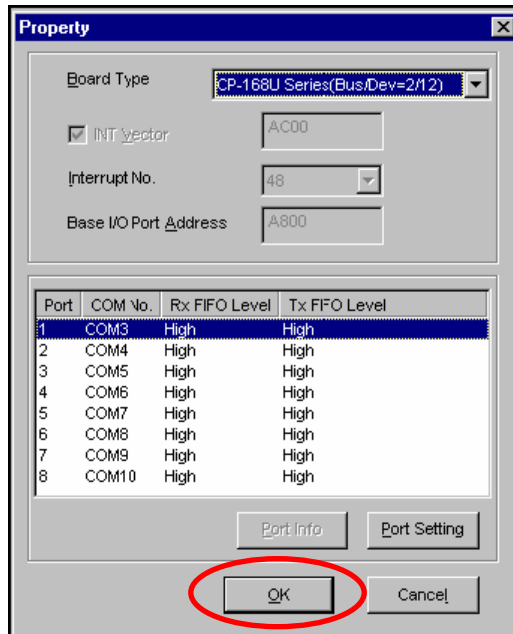 Property
Board Type CP-168U Series(Bus/Dev=2/12)
INT Vector AC00
Interrupt No. 48
Base I/O Port Address A800
Port COM No. Rx FIFO Level Tx FIFO Level
1 COM3 High High
2 COM4 High High
3 COM5 High High
4 COM6 High High
5 COM7 High High
6 COM8 High High
7 COM9 High High
8 COM10 High High
Port Info Port Setting
OK Cancel